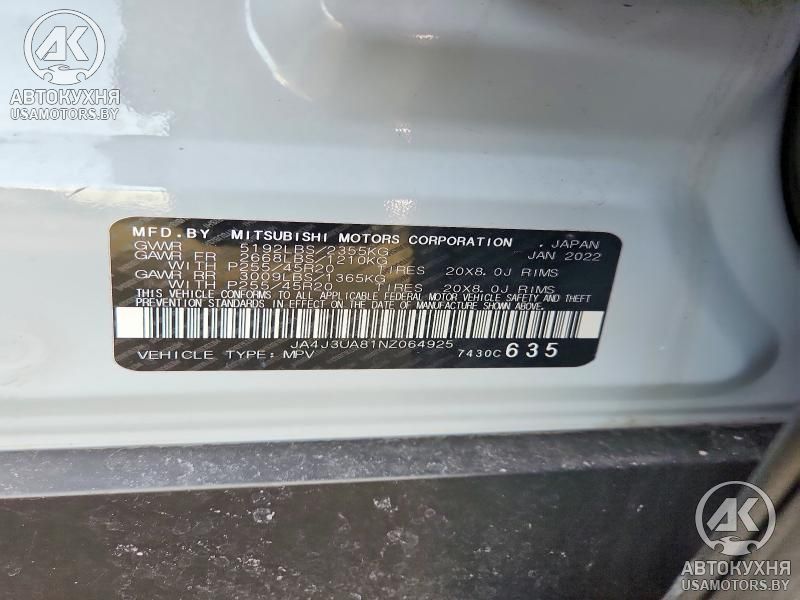 AK
АВТОКУХНЯ
USAMOTORS.BY
MFD.BY MITSUBISHI MOTORS CORPORATION , JAPAN
GVWR 5192LBS/2355KG JAN 2022
GAWR FR 2668LBS/1210KG
WITH P255/45R20 TIRES 20X8.0J RIMS
GAWR RR 3009LBS/1365KG
WITH P255/45R20 TIRES 20X8.0J RIMS
THIS VEHICLE CONFORMS TO ALL APPLICABLE FEDERAL MOTOR VEHICLE SAFETY AND THEFT
PREVENTION STANDARDS IN EFFECT ON THE DATE OF MANUFACTURE SHOWN ABOVE.
JA4J3UA81NZ064925
VEHICLE TYPE: MPV 7430C 635
AK
АВТОКУХНЯ
USAMOTORS.BY